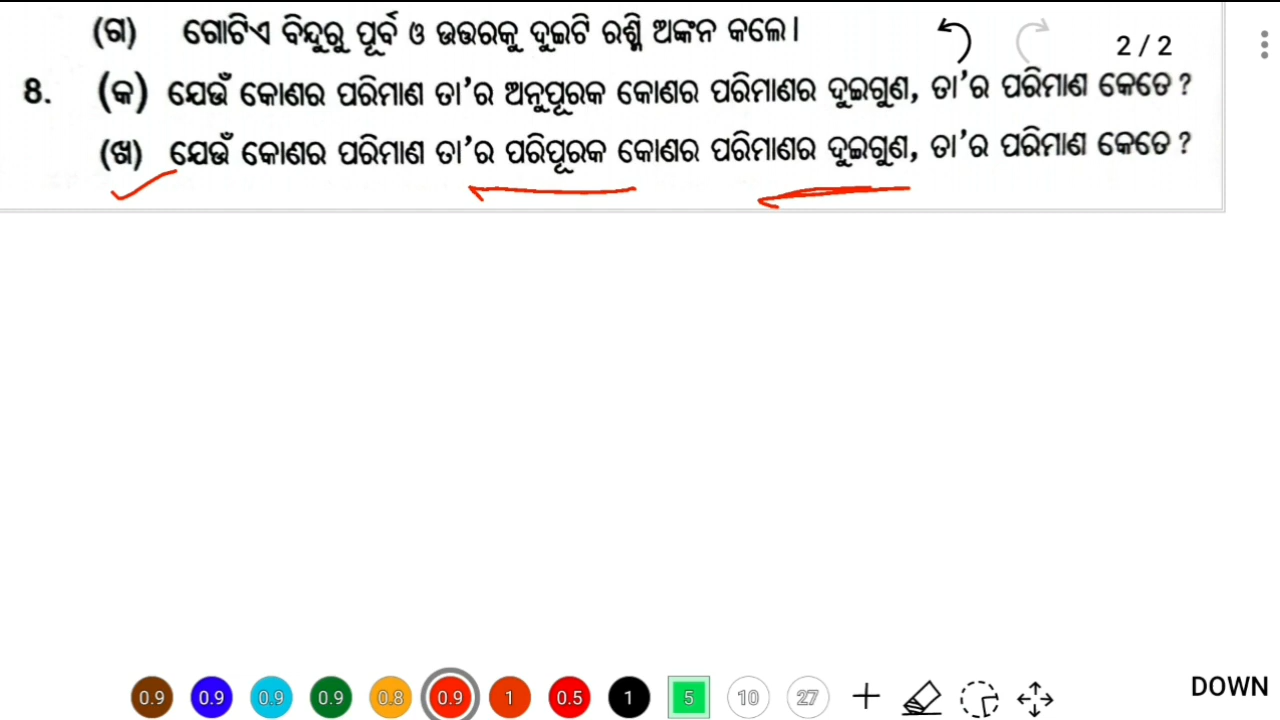 (ଗ) ଗୋଟିଏ ବିନ୍ଦୁରୁ ପୂର୍ବ ଓ ଉତ୍ତରକୁ ଦୁଇଟି ରଶ୍ମି ଅଙ୍କନ କଲେ।
2 / 2
8. (କ) ଯେଉଁ କୋଣର ପରିମାଣ ତା'ର ଅନୁପୂରକ କୋଣର ପରିମାଣର ଦୁଇଗୁଣ, ତା'ର ପରିମାଣ କେତେ ?
(ଖ) ଯେଉଁ କୋଣର ପରିମାଣ ତା'ର ପରିପୂରକ କୋଣର ପରିମାଣର ଦୁଇଗୁଣ, ତା'ର ପରିମାଣ କେତେ ?
0.9 0.9 0.9 0.9 0.8 0.9 1 0.5 1 5 10 27 DOWN